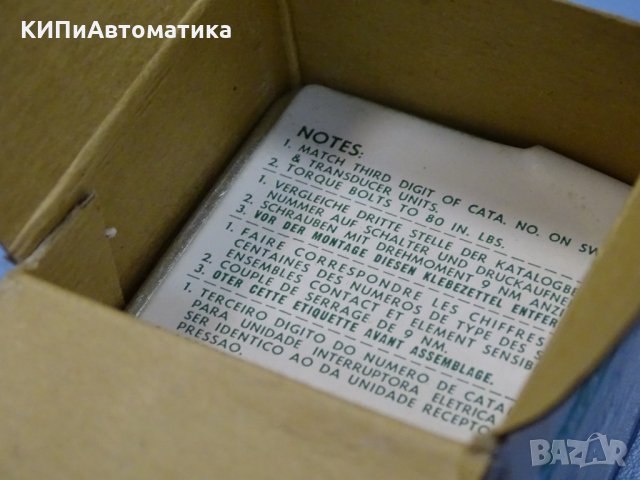 КИПиАвтоматика
NOTES:
1. MATCH THIRD DIGIT OF CATA. NO. ON SW
& TRANSDUCER UNITS.
2. TORQUE BOLTS TO 80 IN. LBS.
1. VERGLEICHE DRITTE STELLE DER KATALOGBE
NUMMER AUF SCHALTER UND DRUCKAUFNE
2. SCHRAUBEN MIT DREHMOMENT 9 NM ANZI
3. VOR DER MONTAGE DIESEN KLEBEZETTEL ENTFER
1. FAIRE CORRESPONDRE LES CHIFFRES
CENTAINES DES NUMEROS DE TYPE DES S
ENSEMBLES CONTACT ET ELEMENT SENSIB
2. COUPLE DE SERRAGE DE 9 NM.
3. OTER CETTE ETIQUETTE AVANT ASSEMBLAGE.
1. TERCEIRO DIGITO DO NUMERO DE CATAL
PARA UNIDADE INTERRUPTORA ELETRICA
SER IDENTICO AO DA UNIDADE RECEPTO
PRESSAO.
BAZAR